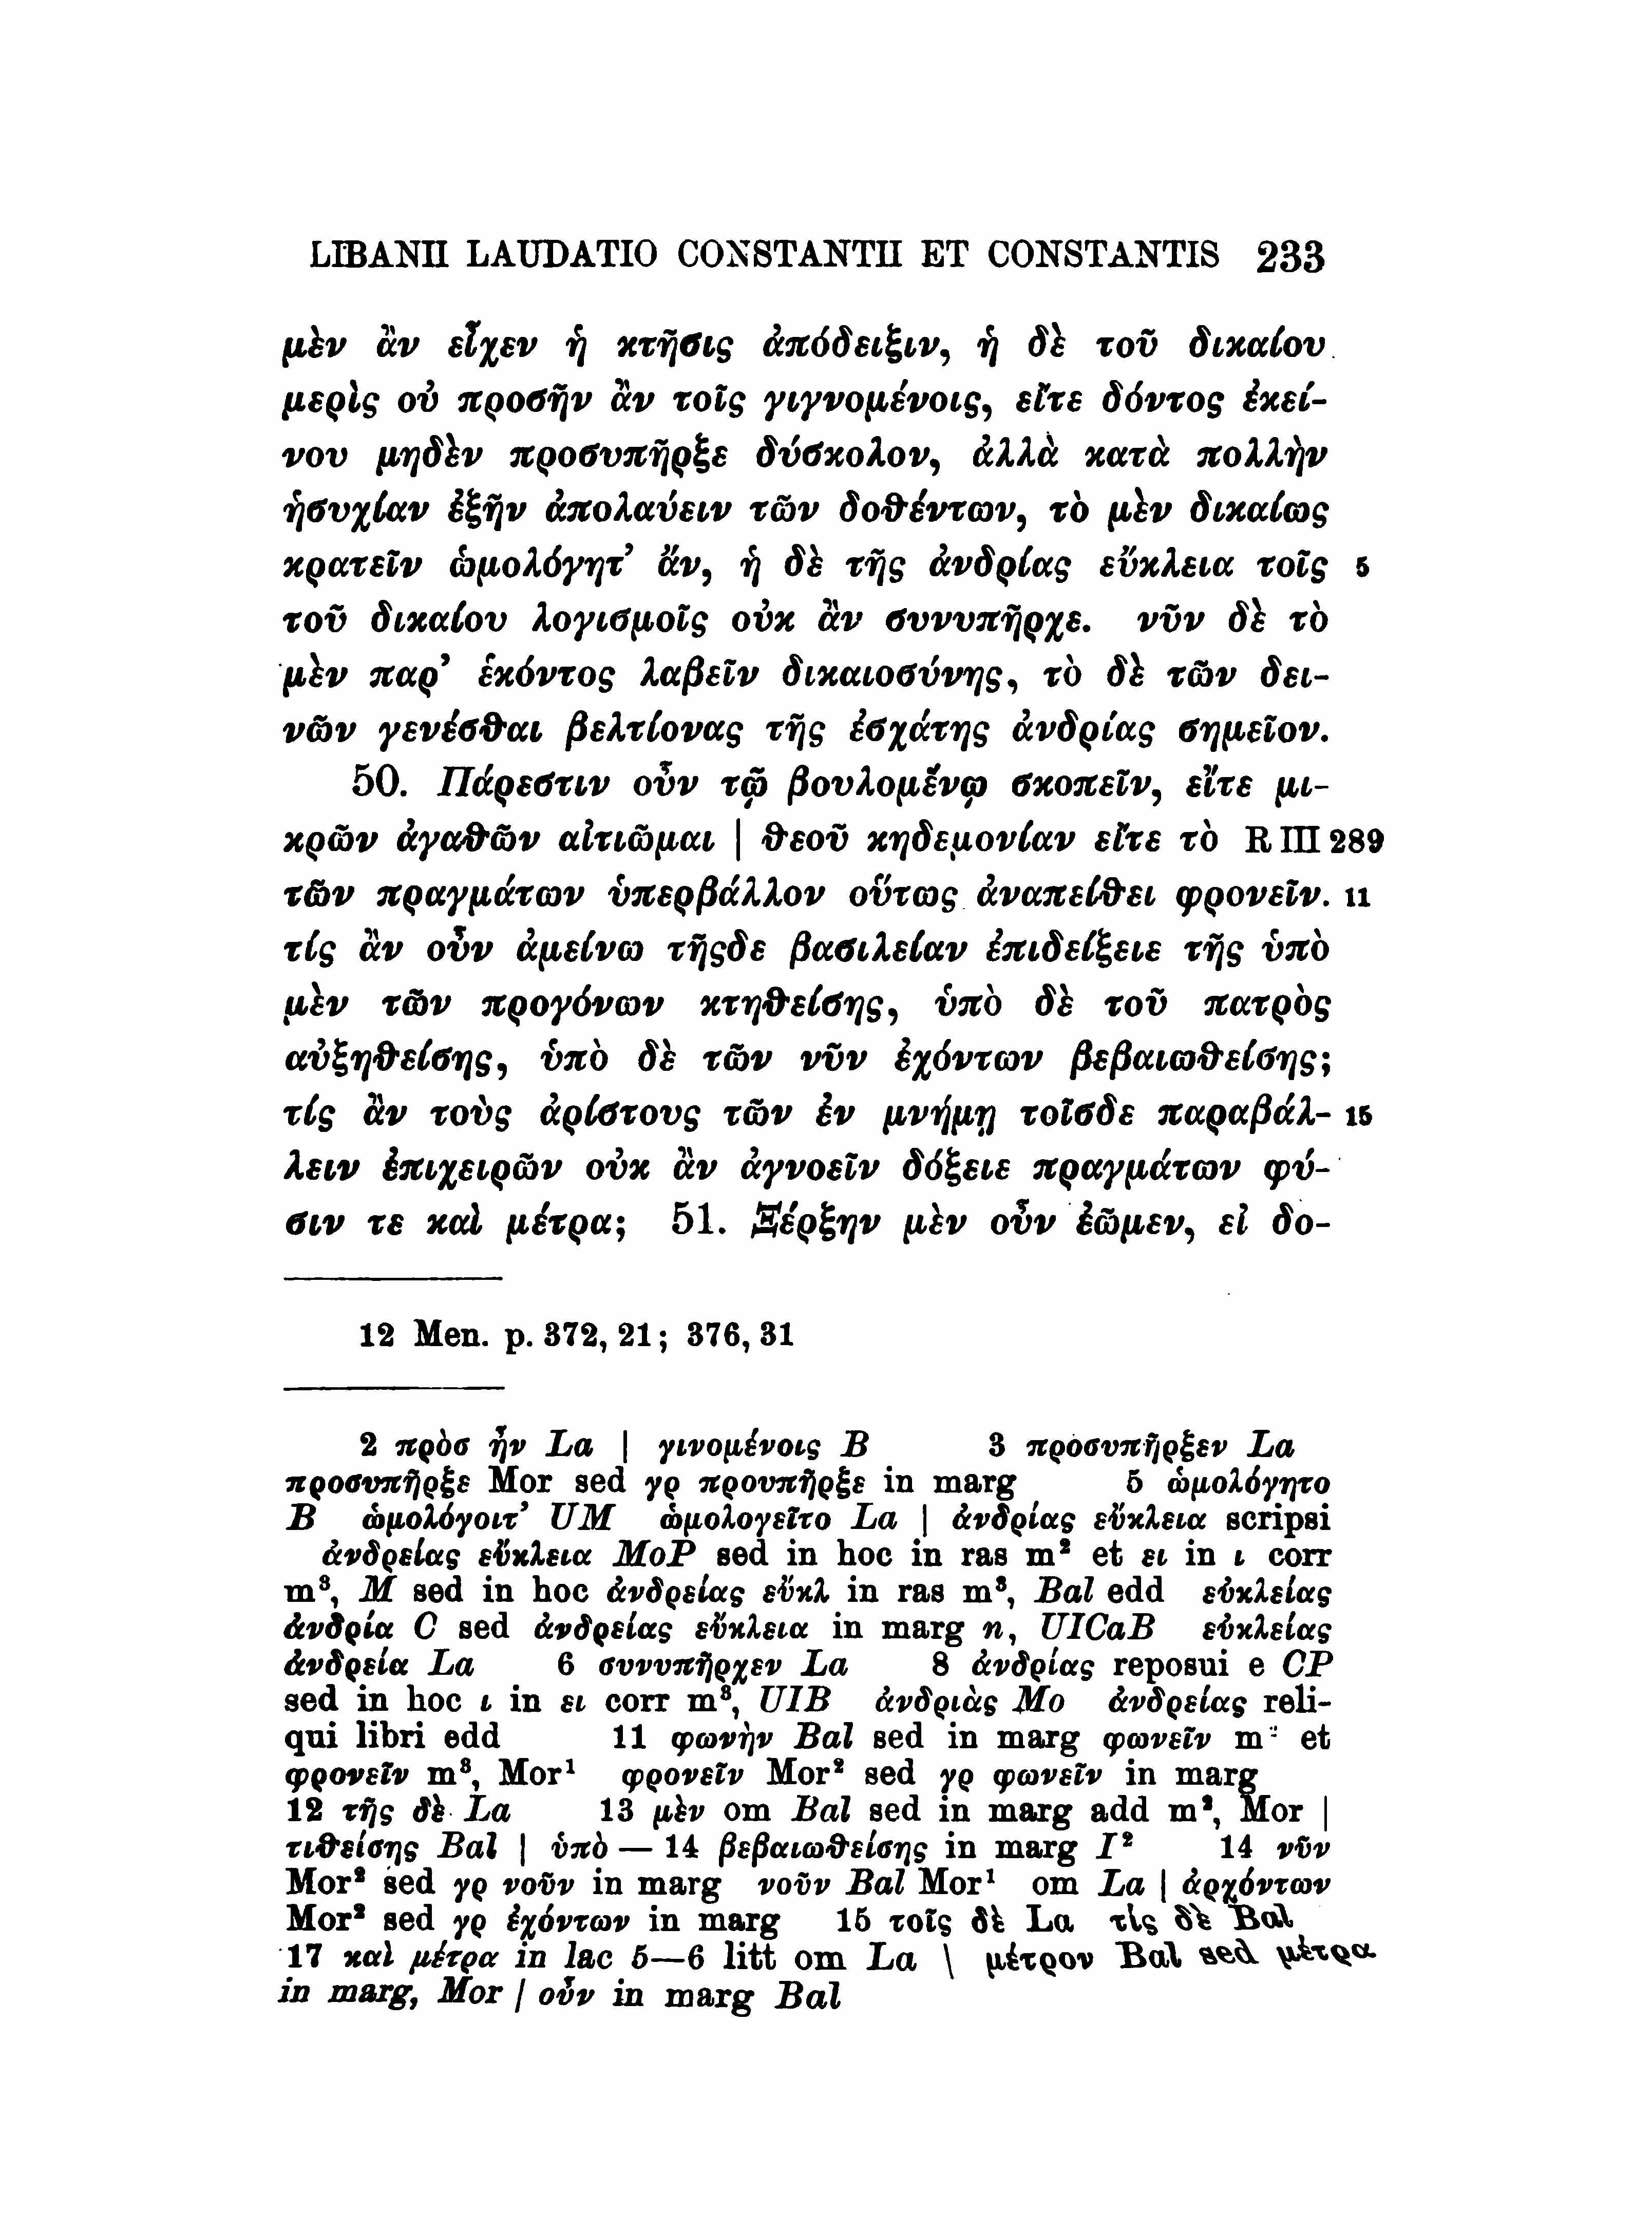 LIBANII LAUDATIO CONSTANTII ET CONSTANTIS 233
μὲν ἂν εἶχεν ἡ κτῆσις ἀπόδειξιν, ἡ δὲ τοῦ δικαίου
μερὶς οὐ προσῆν ἂν τοῖς γιγνομένοις, εἴτε δόντος ἐκεί-
νου μηδὲν προσυπῆρξε δύσκολον, ἀλλὰ κατὰ πολλὴν
ἡσυχίαν ἐξῆν ἀπολαύειν τῶν δοθέντων, τὸ μὲν δικαίως
κρατεῖν ὡμολόγητ’ ἄν, ἡ δὲ τῆς ἀνδρίας εὔκλεια τοῖς 5
τοῦ δικαίου λογισμοῖς οὐκ ἂν συνυπῆρχε. νῦν δὲ τὸ
μὲν παρ’ ἑκόντος λαβεῖν δικαιοσύνης, τὸ δὲ τῶν δει-
νῶν γενέσθαι βελτίονας τῆς ἐσχάτης ἀνδρίας σημεῖον.
50. Πάρεστιν οὖν τῷ βουλομένῳ σκοπεῖν, εἴτε μι-
κρῶν ἀγαθῶν αἰτιῶμαι | θεοῦ κηδεμονίαν εἴτε τὸ R III 289
τῶν πραγμάτων ὑπερβάλλον οὕτως ἀναπείθει φρονεῖν. 11
τίς ἂν οὖν ἀμείνω τῆςδε βασιλείαν ἐπιδείξειε τῆς ὑπὸ
μὲν τῶν προγόνων κτηθείσης, ὑπὸ δὲ τοῦ πατρὸς
αὐξηθείσης, ὑπὸ δὲ τῶν νῦν ἐχόντων βεβαιωθείσης;
τίς ἂν τοὺς ἀρίστους τῶν ἐν μνήμῃ τοῖσδε παραβάλ- 15
λειν ἐπιχειρῶν οὐκ ἂν ἀγνοεῖν δόξειε πραγμάτων φύ-
σιν τε καὶ μέτρα; 51. Ξέρξην μὲν οὖν ἐῶμεν, εἰ δο-
12 Men. p. 372, 21; 376, 31
2 πρὸσ ἦν La | γινομένοις B 3 προσυπῆρξεν La
προσυπῆρξε Mor sed γρ προυπῆρξε in marg 5 ὡμολόγητο
B ὡμολόγοιτ’ UM ὡμολογεῖτο La | ἀνδρίας εὔκλεια scripsi
ἀνδρείας εὔκλεια MoP sed in hoc in ras m² et ει in ι corr
m³, M sed in hoc ἀνδρείας εὔκλ in ras m³, Bal edd εὐκλείας
ἀνδρία C sed ἀνδρείας εὔκλεια in marg n, UICaB εὐκλείας
ἀνδρεία La 6 συνυπῆρχεν La 8 ἀνδρίας reposui e CP
sed in hoc ι in ει corr m³, UIB ἀνδριὰς Mo ἀνδρείας reli-
qui libri edd 11 φωνὴν Bal sed in marg φωνεῖν m² et
φρονεῖν m³, Mor¹ φρονεῖν Mor² sed γρ φωνεῖν in marg
12 τῆς δὲ La 13 μὲν om Bal sed in marg add m², Mor |
τιθείσης Bal | ὑπὸ — 14 βεβαιωθείσης in marg I² 14 νῦν
Mor² sed γρ νοῦν in marg νοῦν Bal Mor¹ om La | ἀρχόντων
Mor² sed γρ ἐχόντων in marg 15 τοῖς δὲ La τὶς δὲ Bal
17 καὶ μέτρα in lac 5—6 litt om La \ μέτρον Bal sed μέτρα
in marg, Mor / οὖν in marg Bal